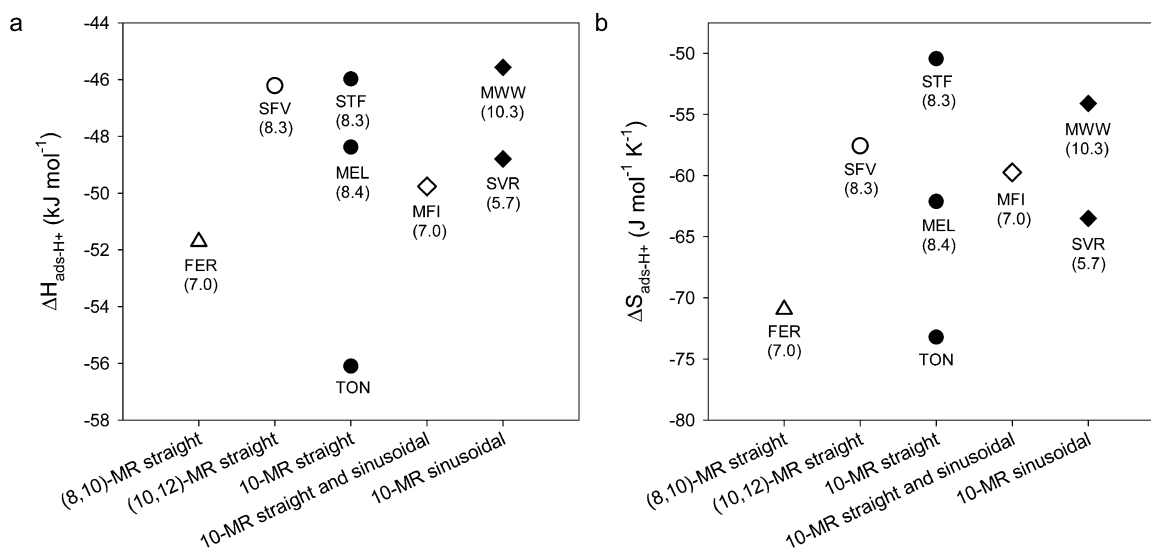 a
ΔHads-H+ (kJ mol−1)
-44
-46
-48
-50
-52
-54
-56
-58
FER
(7.0)
SFV
(8.3)
STF
(8.3)
MEL
(8.4)
TON
MFI
(7.0)
MWW
(10.3)
SVR
(5.7)
(8,10)-MR straight
(10,12)-MR straight
10-MR straight
10-MR straight and sinusoidal
10-MR sinusoidal
b
ΔSads-H+ (J mol−1 K−1)
-50
-55
-60
-65
-70
-75
-80
FER
(7.0)
SFV
(8.3)
STF
(8.3)
MEL
(8.4)
TON
MFI
(7.0)
MWW
(10.3)
SVR
(5.7)
(8,10)-MR straight
(10,12)-MR straight
10-MR straight
10-MR straight and sinusoidal
10-MR sinusoidal